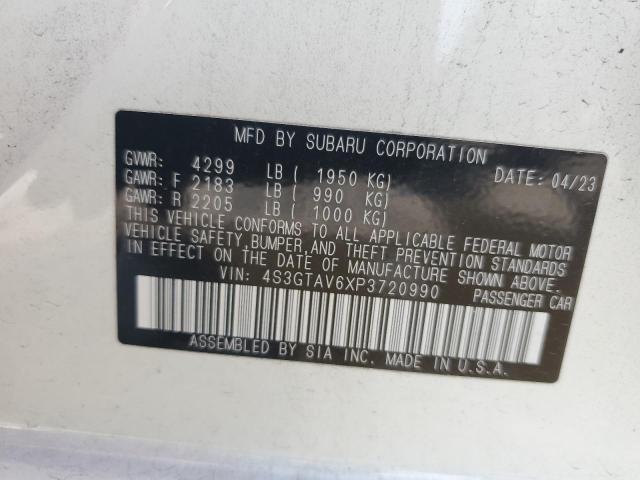 MFD BY SUBARU CORPORATION
GVWR: 4299 LB ( 1950 KG) DATE: 04/23
GAWR: F 2183 LB ( 990 KG)
GAWR: R 2205 LB ( 1000 KG)
THIS VEHICLE CONFORMS TO ALL APPLICABLE FEDERAL MOTOR
VEHICLE SAFETY, BUMPER, AND THEFT PREVENTION STANDARDS
IN EFFECT ON THE DATE OF MANUFACTURE SHOWN ABOVE.
VIN: 4S3GTAV6XP3720990 PASSENGER CAR
ASSEMBLED BY SIA INC. MADE IN U.S.A.